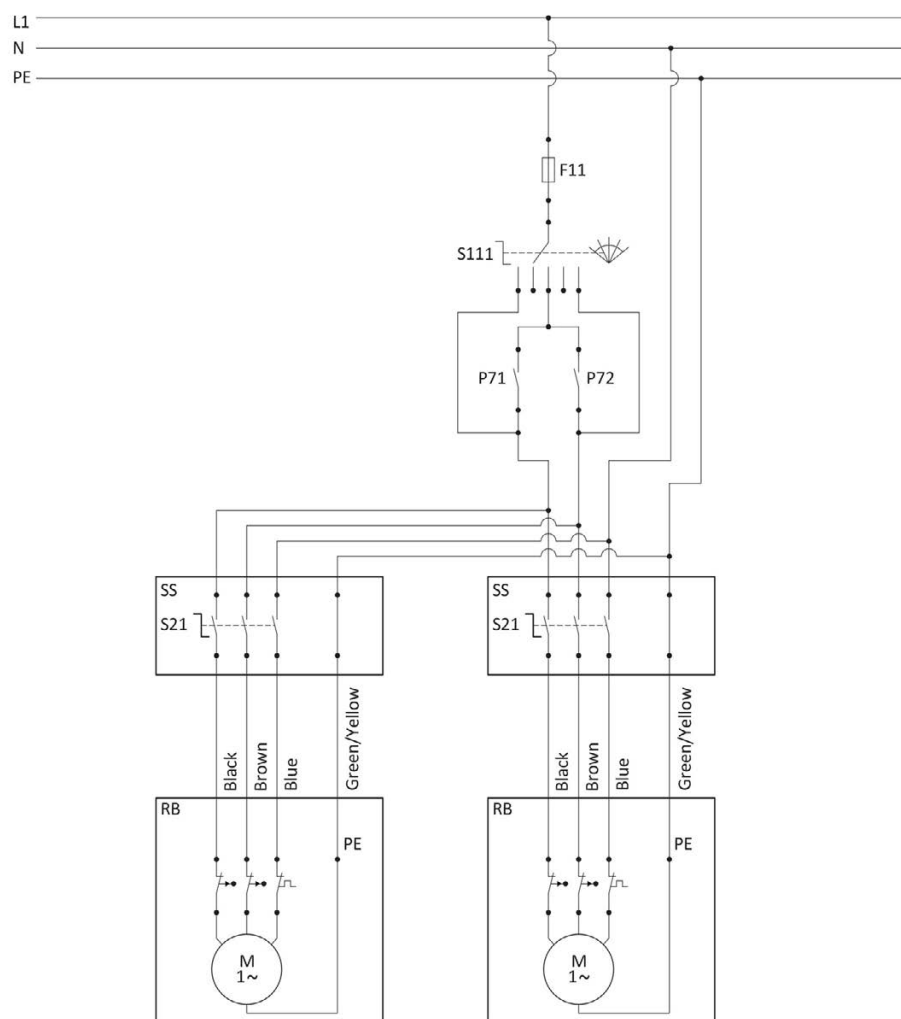 L1
N
PE
F11
S111
P71 P72
SS SS
S21 S21
Black Brown Blue Green/Yellow Black Brown Blue Green/Yellow
RB RB
PE PE
M M
1~ 1~